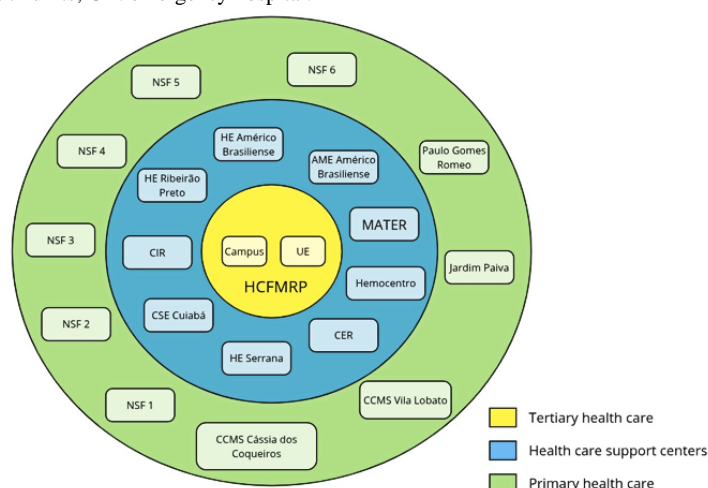 NSF 6
NSF 5
HE Américo
Brasiliense
NSF 4
Paulo Gomes
Romeo
AME Américo
Brasiliense
HE Ribeirão
Preto
MATER
NSF 3
CIR
Campus
UE
Jardim Paiva
HCFMRP
Hemocentro
CSE Cuiabá
NSF 2
CER
HE Serrana
CCMS Vila Lobato
NSF 1
Tertiary health care
CCMS Cássia dos
Coqueiros
Health care support centers
Primary health care